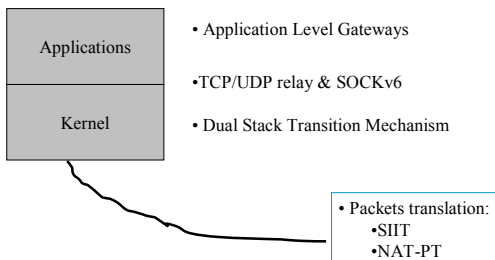 Applications
• Application Level Gateways
•TCP/UDP relay & SOCKv6
Kernel
• Dual Stack Transition Mechanism
• Packets translation:
•SIIT
•NAT-PT